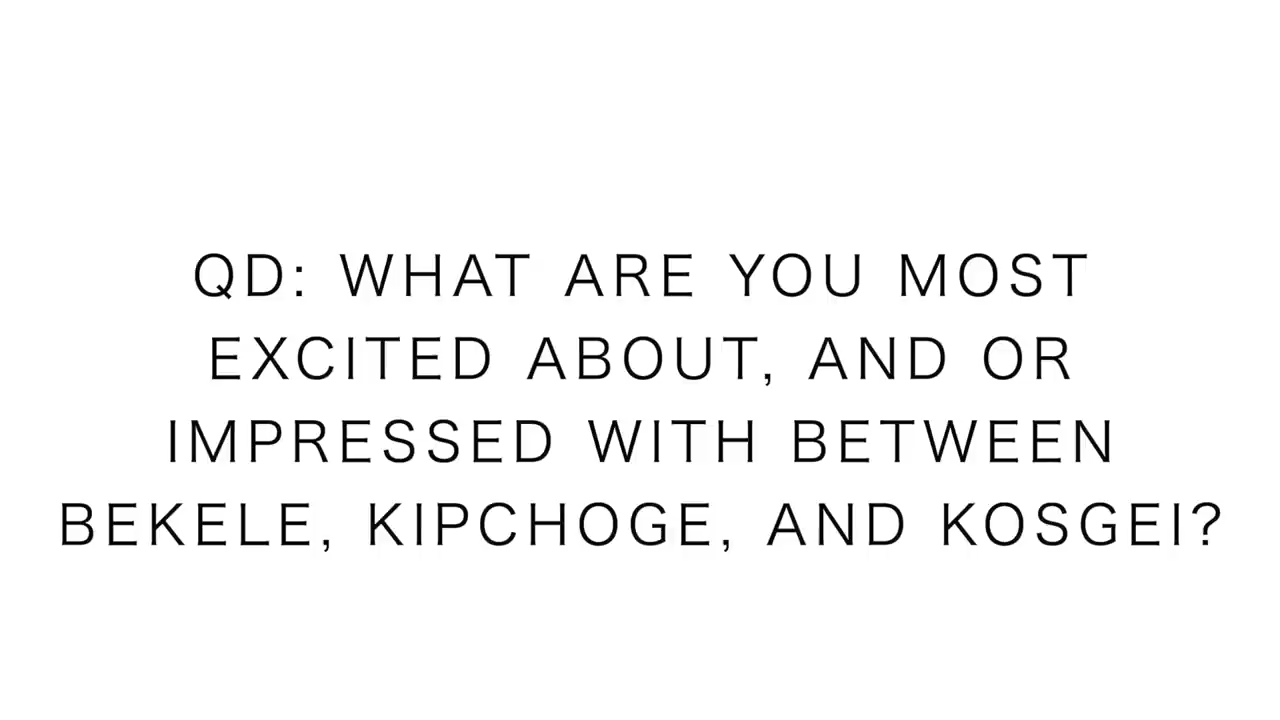 QD: WHAT ARE YOU MOST
EXCITED ABOUT, AND OR
IMPRESSED WITH BETWEEN
BEKELE, KIPCHOGE, AND KOSGEI?